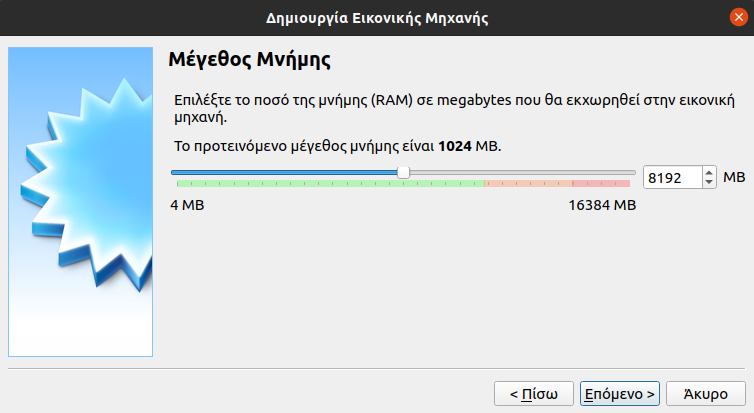 Δημιουργία Εικονικής Μηχανής
Μέγεθος Μνήμης
Επιλέξτε το ποσό της μνήμης (RAM) σε megabytes που θα εκχωρηθεί στην εικονική
μηχανή.
Το προτεινόμενο μέγεθος μνήμης είναι 1024 MB.
8192 MB
4 MB 16384 MB
< Πίσω Επόμενο > Άκυρο